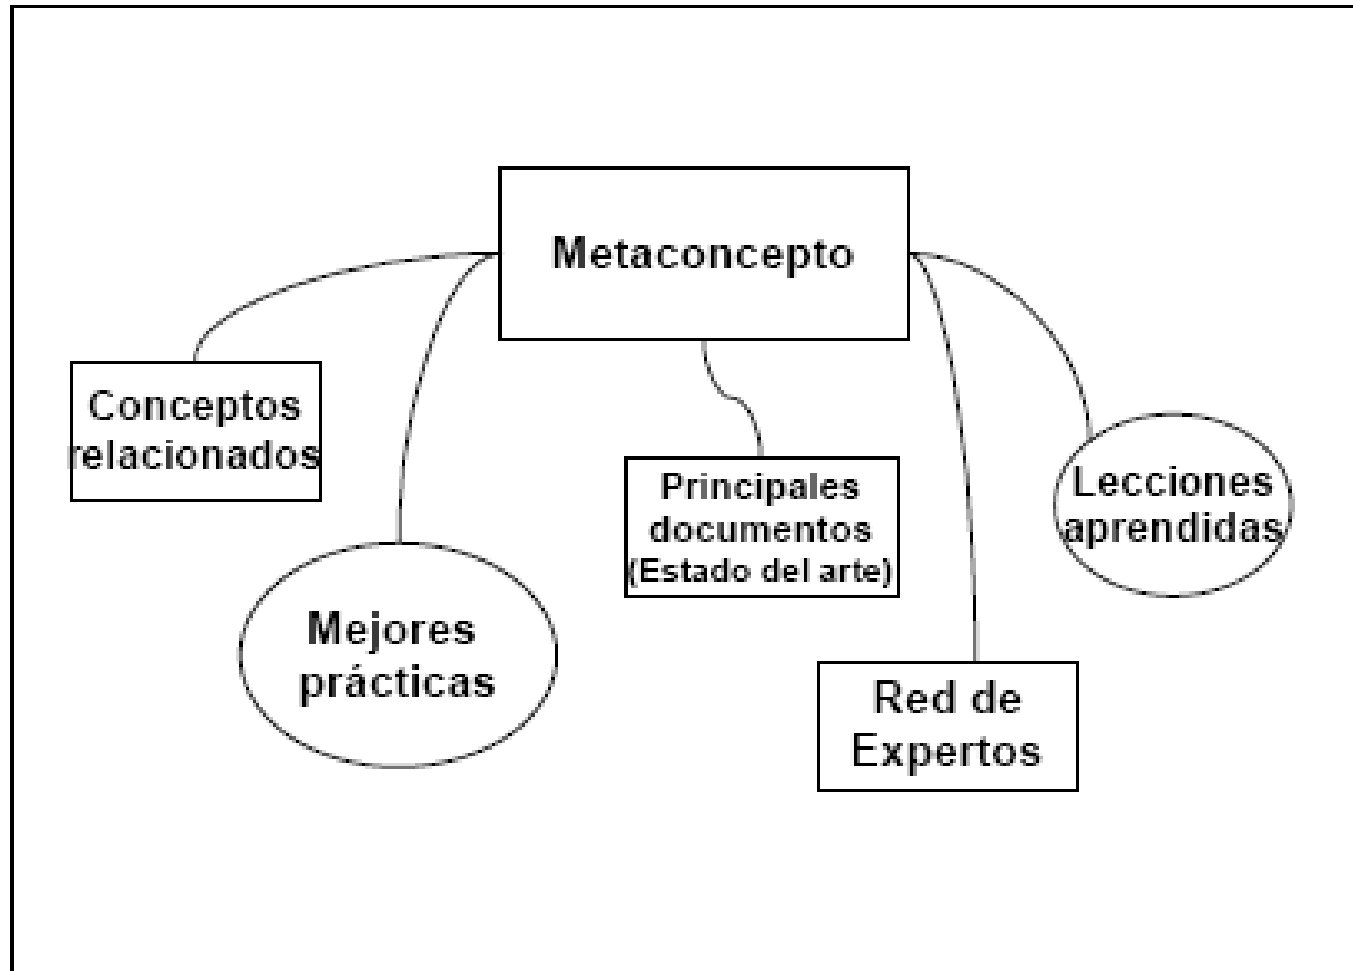 Metaconcepto
Conceptos
relacionados
Mejores
prácticas
Principales
documentos
(Estado del arte)
Red de
Expertos
Lecciones
aprendidas